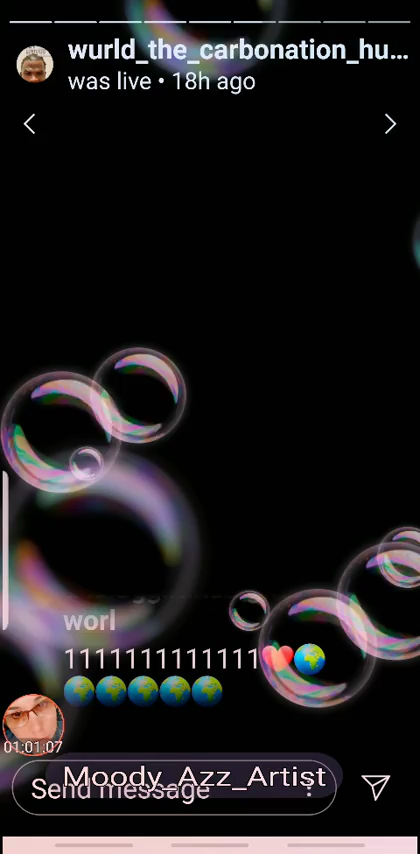 wurld_the_carbonation_hu...
was live • 18h ago
worl
1111111111111❤️🌍
🌍🌍🌍🌍🌍
01:01:07
Moody_Azz_Artist
Send message